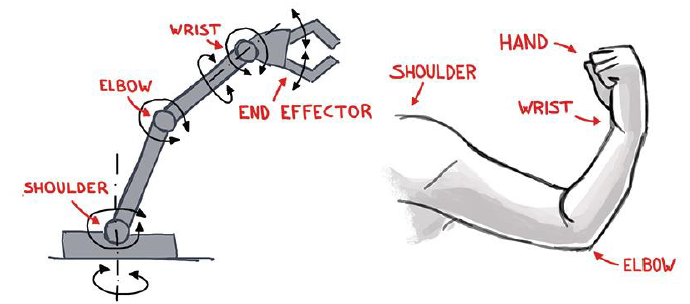 WRIST
ELBOW
END EFFECTOR
SHOULDER
HAND
SHOULDER
WRIST
ELBOW